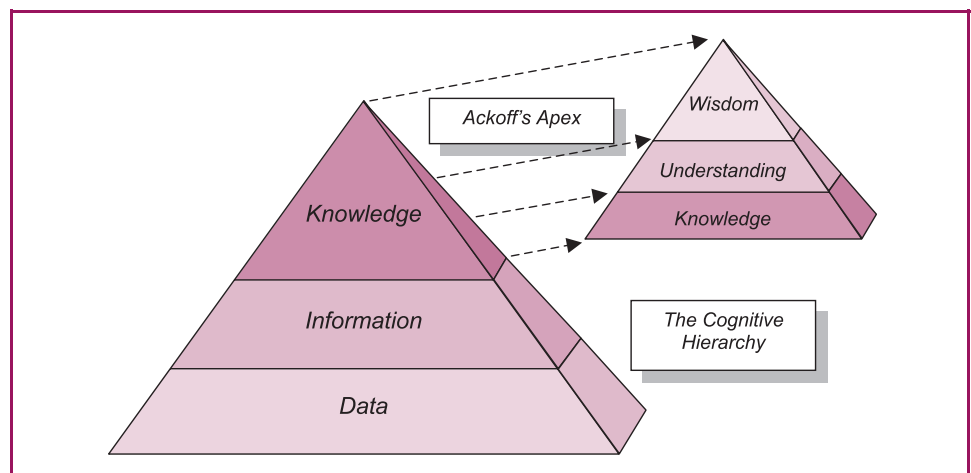 Ackoff's Apex
Wisdom
Understanding
Knowledge
Knowledge
Information
Data
The Cognitive
Hierarchy